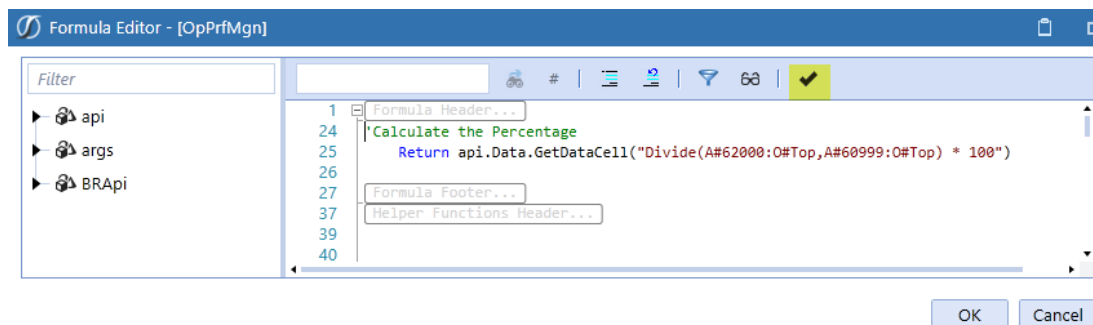 Formula Editor - [OpPrfMgn]
Filter
api
args
BRApi
#
1 Formula Header...
24 'Calculate the Percentage
25 Return api.Data.GetDataCell("Divide(A#62000:O#Top,A#60999:O#Top) * 100")
26
27 Formula Footer...
37 Helper Functions Header...
39
40
OK Cancel